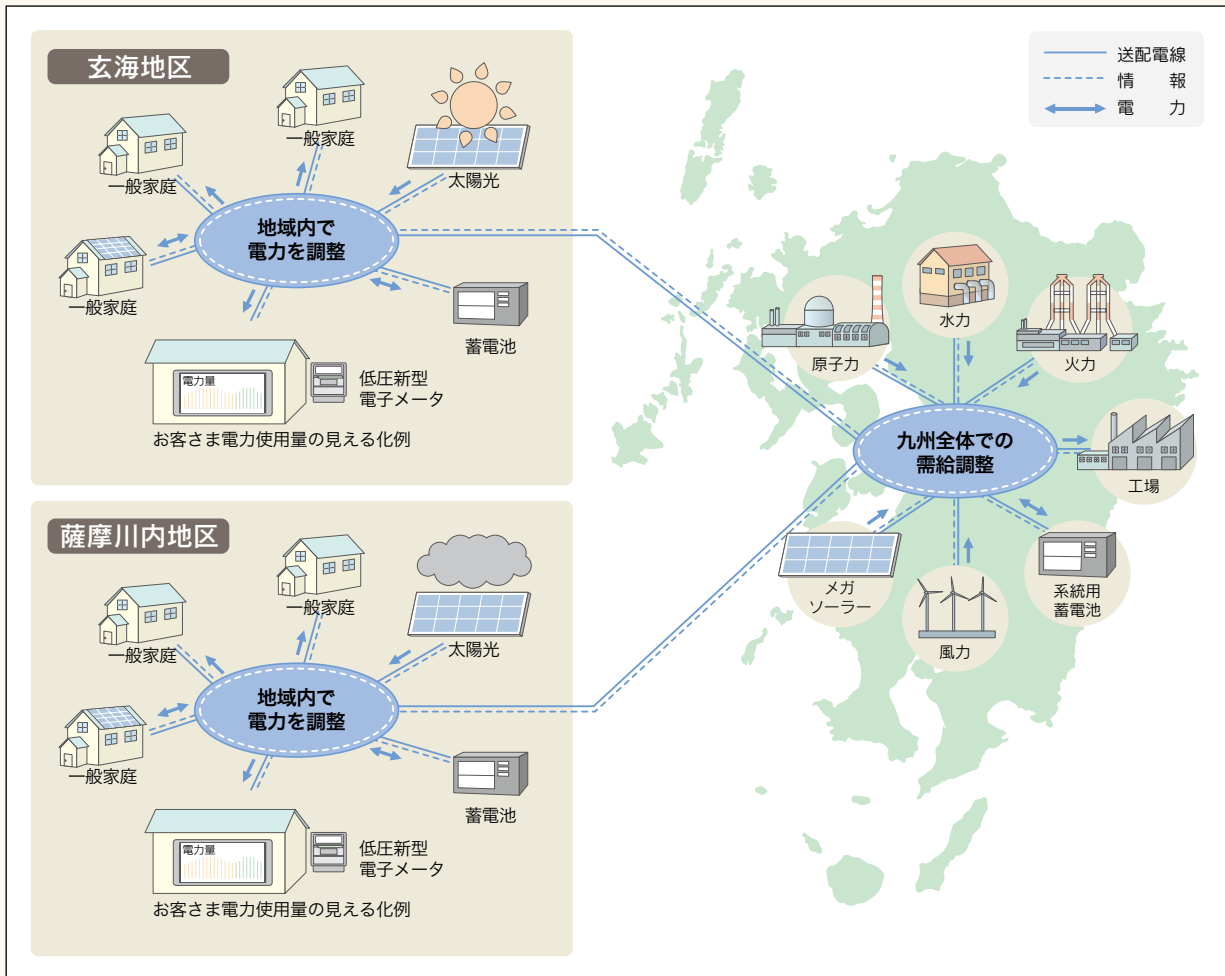 玄海地区
一般家庭
一般家庭
太陽光
地域内で
電力を調整
一般家庭
蓄電池
電力量
低圧新型
電子メータ
お客さま電力使用量の見える化例
薩摩川内地区
一般家庭
一般家庭
太陽光
地域内で
電力を調整
一般家庭
蓄電池
電力量
低圧新型
電子メータ
お客さま電力使用量の見える化例
送配電線
情　報
電　力
水力
原子力
火力
九州全体での
需給調整
工場
メガ
ソーラー
風力
系統用
蓄電池